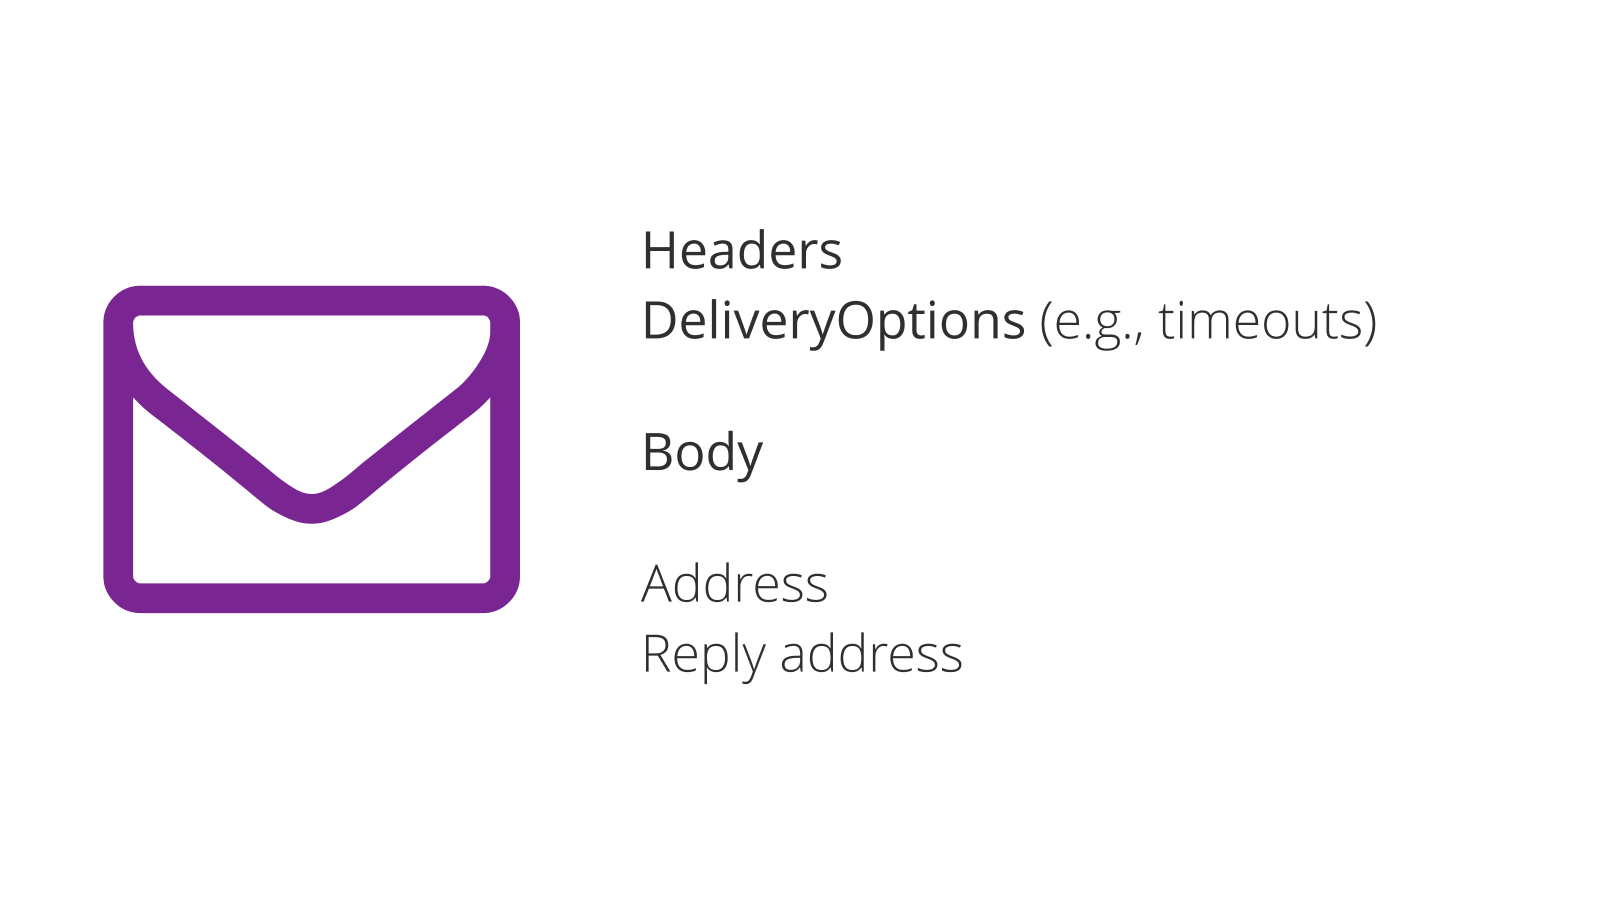 Headers
DeliveryOptions (e.g., timeouts)
Body
Address
Reply address